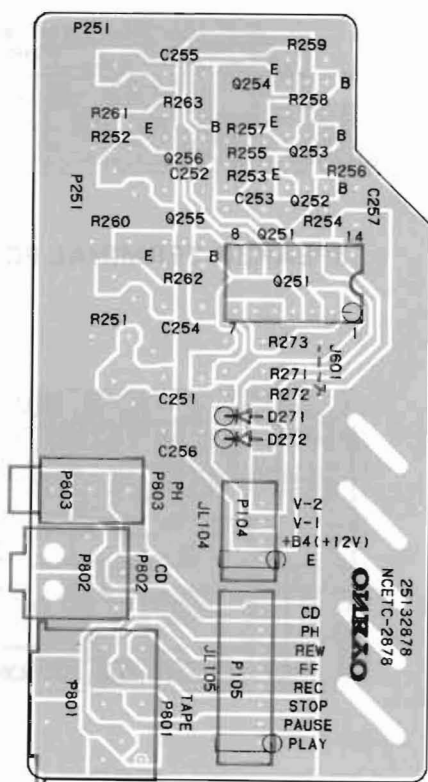 P251
C255
R259
E
Q254
B
R261
R263
E
R258
R252
E
B
R257
B
Q256
R255
Q253
C252
R253
E
R256
B
P251
C253
Q252
C257
R260
Q255
R254
8
Q251
14
E
B
R262
Q251
R251
C254
7
1
R273
J601
R271
C251
R272
D271
D272
C256
P803
P803
PH
JL104
P104
V-2
V-1
+B4(+12V)
E
P802
P802
CD
25132878
NCETC-2878
ONKYO
CD
PH
REW
FF
REC
STOP
PAUSE
PLAY
JL105
P105
P801
P801
TAPE